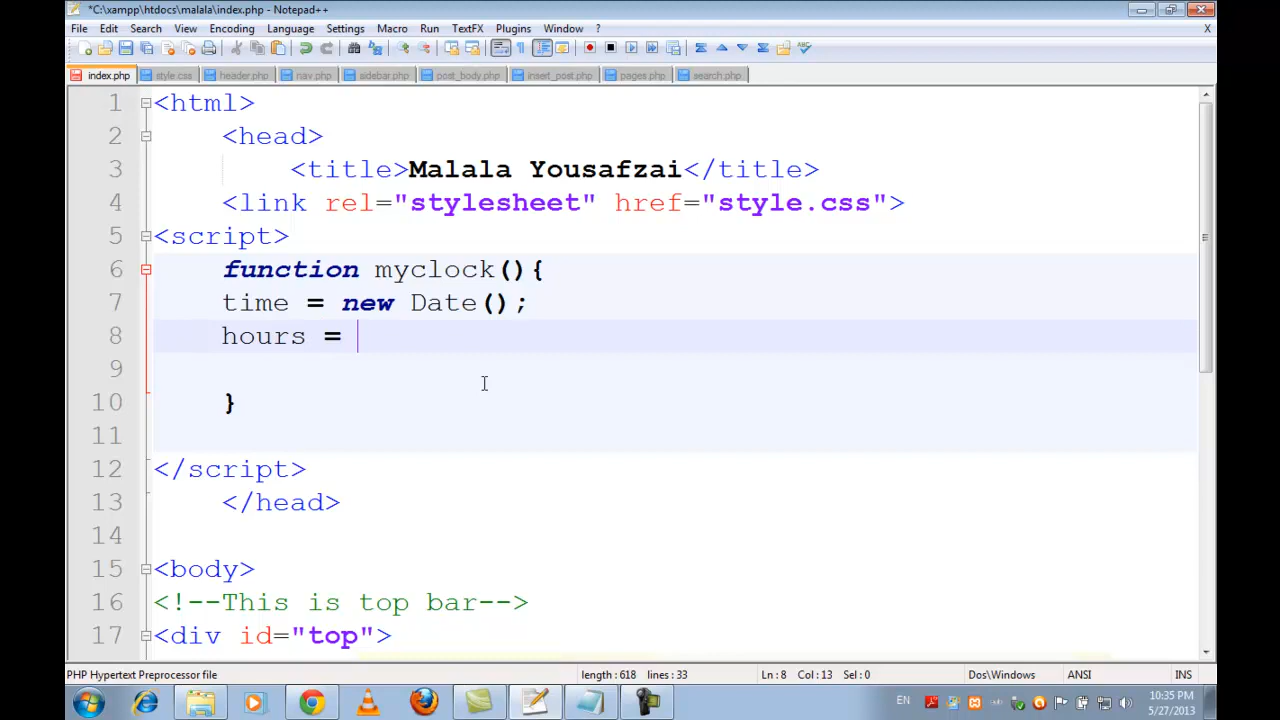 *C:\xampp\htdocs\malala\index.php - Notepad++
File Edit Search View Encoding Language Settings Macro Run TextFX Plugins Window ? X
index.php style.css header.php nav.php sidebar.php post_body.php insert_post.php pages.php search.php
1 <html>
2 <head>
3 <title>Malala Yousafzai</title>
4 <link rel="stylesheet" href="style.css">
5 <script>
6 function myclock(){
7 time = new Date();
8 hours =
9
10 }
11
12 </script>
13 </head>
14
15 <body>
16 <!--This is top bar-->
17 <div id="top">
PHP Hypertext Preprocessor file length:618 lines:33 Ln:8 Col:13 Sel:0 Dos\Windows ANSI INS
EN 10:35 PM
5/27/2013